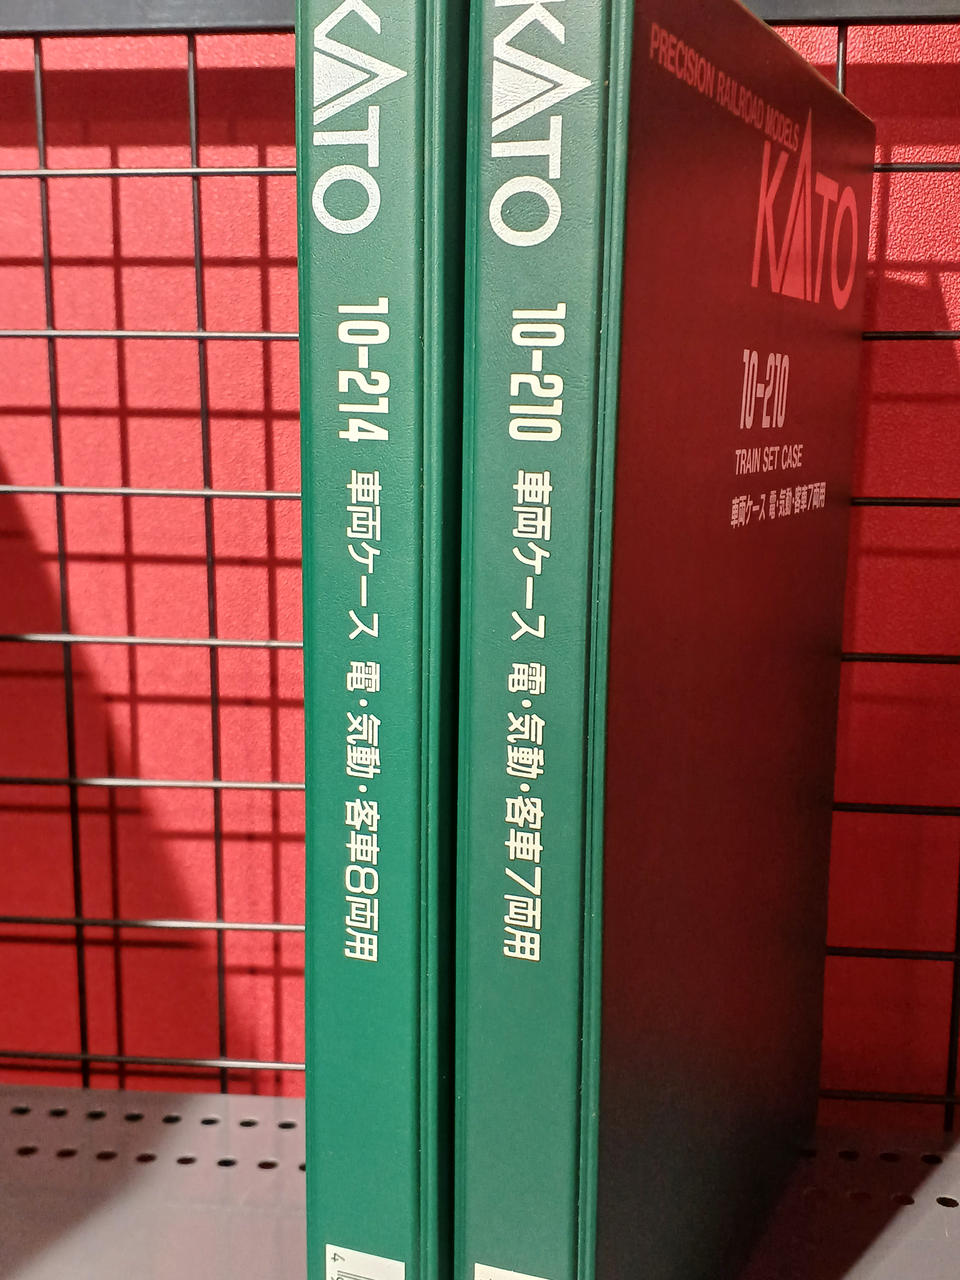 KATO
10-214
車両ケース 電・気動・客車8両用
4
KATO
10-210
車両ケース 電・気動・客車7両用
PRECISION RAILROAD MODELS
KATO
10-210
TRAIN SET CASE
車両ケース 電・気動・客車7両用